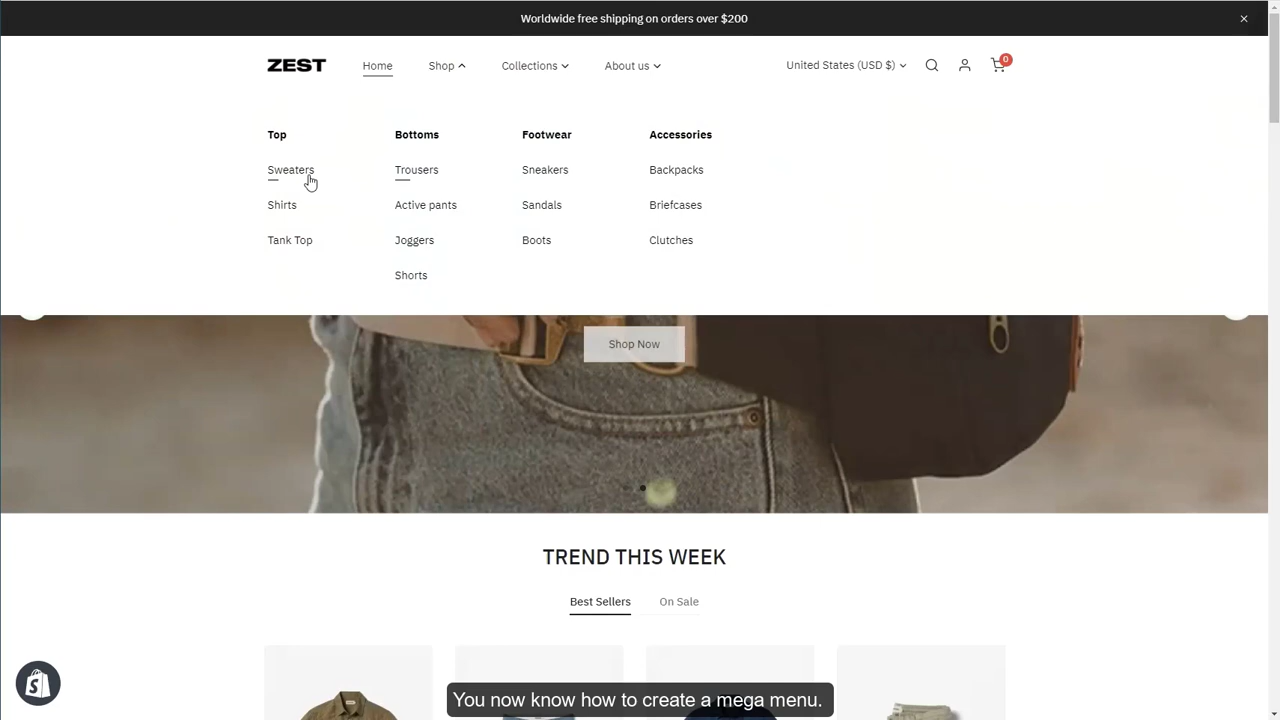 Worldwide free shipping on orders over $200
ZEST Home Shop Collections About us United States (USD $) 0
Top Bottoms Footwear Accessories
Sweaters Trousers Sneakers Backpacks
Shirts Active pants Sandals Briefcases
Tank Top Joggers Boots Clutches
Shorts
Shop Now
TREND THIS WEEK
Best Sellers On Sale
You now know how to create a mega menu.